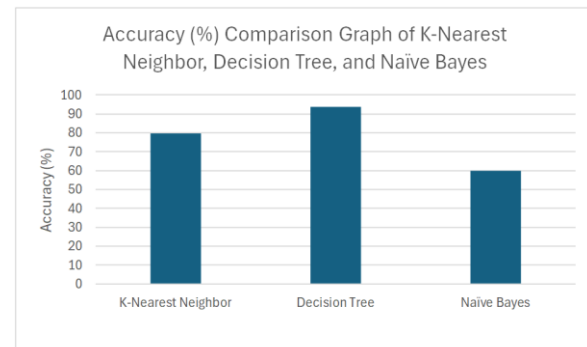 Accuracy (%) Comparison Graph of K-Nearest
Neighbor, Decision Tree, and Naïve Bayes
100
90
80
70
60
50
40
30
20
10
0
Accuracy (%)
K-Nearest Neighbor
Decision Tree
Naïve Bayes